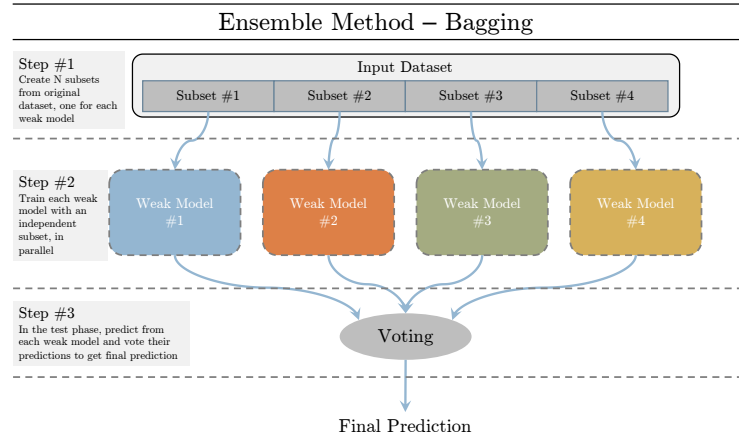 Ensemble Method – Bagging
Step #1
Create N subsets
from original
dataset, one for each
weak model
Input Dataset
Subset #1
Subset #2
Subset #3
Subset #4
Step #2
Train each weak
model with an
independent
subset, in
parallel
Weak Model
#1
Weak Model
#2
Weak Model
#3
Weak Model
#4
Step #3
In the test phase, predict from
each weak model and vote their
predictions to get final prediction
Voting
Final Prediction